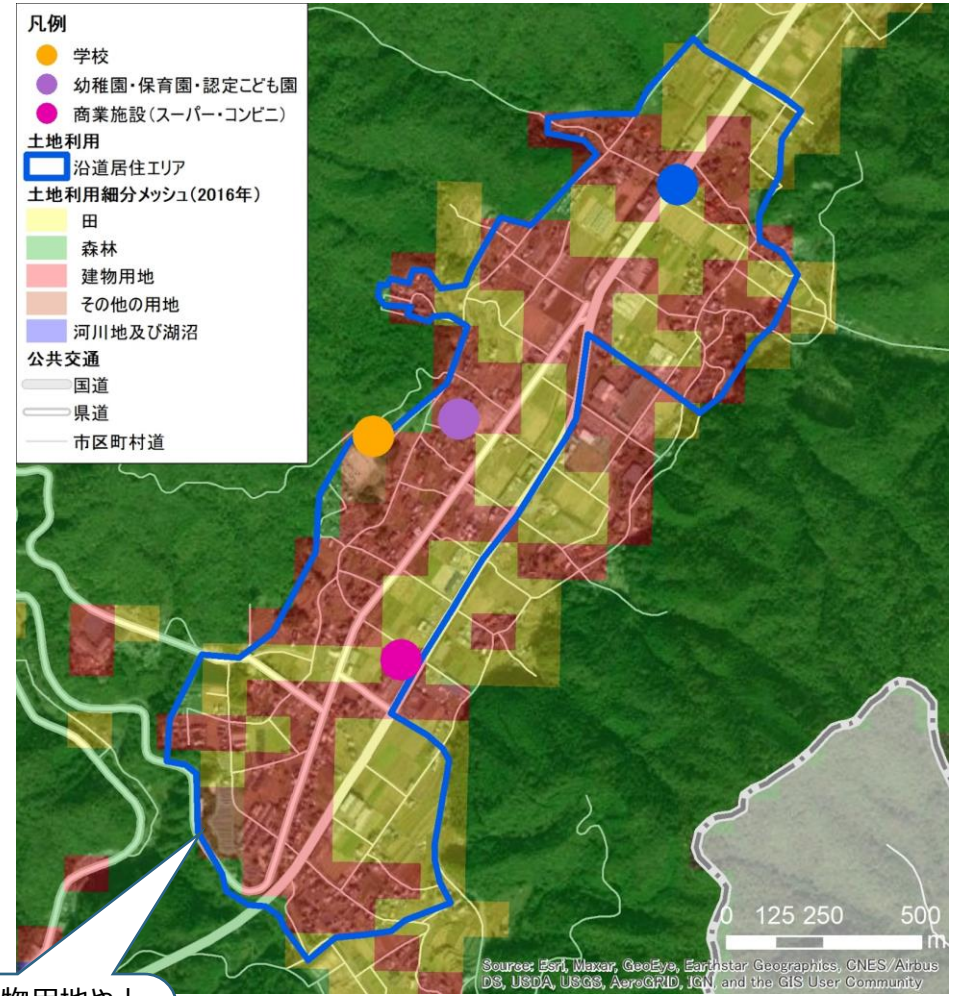 凡例
学校
幼稚園・保育園・認定こども園
商業施設(スーパー・コンビニ)
土地利用
沿道居住エリア
土地利用細分メッシュ(2016年)
田
森林
建物用地
その他の用地
河川地及び湖沼
公共交通
国道
県道
市区町村道
0 125 250 500
m
Source: Esri, Maxar, GeoEye, Earthstar Geographics, CNES/Airbus
DS, USDA, USGS, AeroGRID, IGN, and the GIS User Community